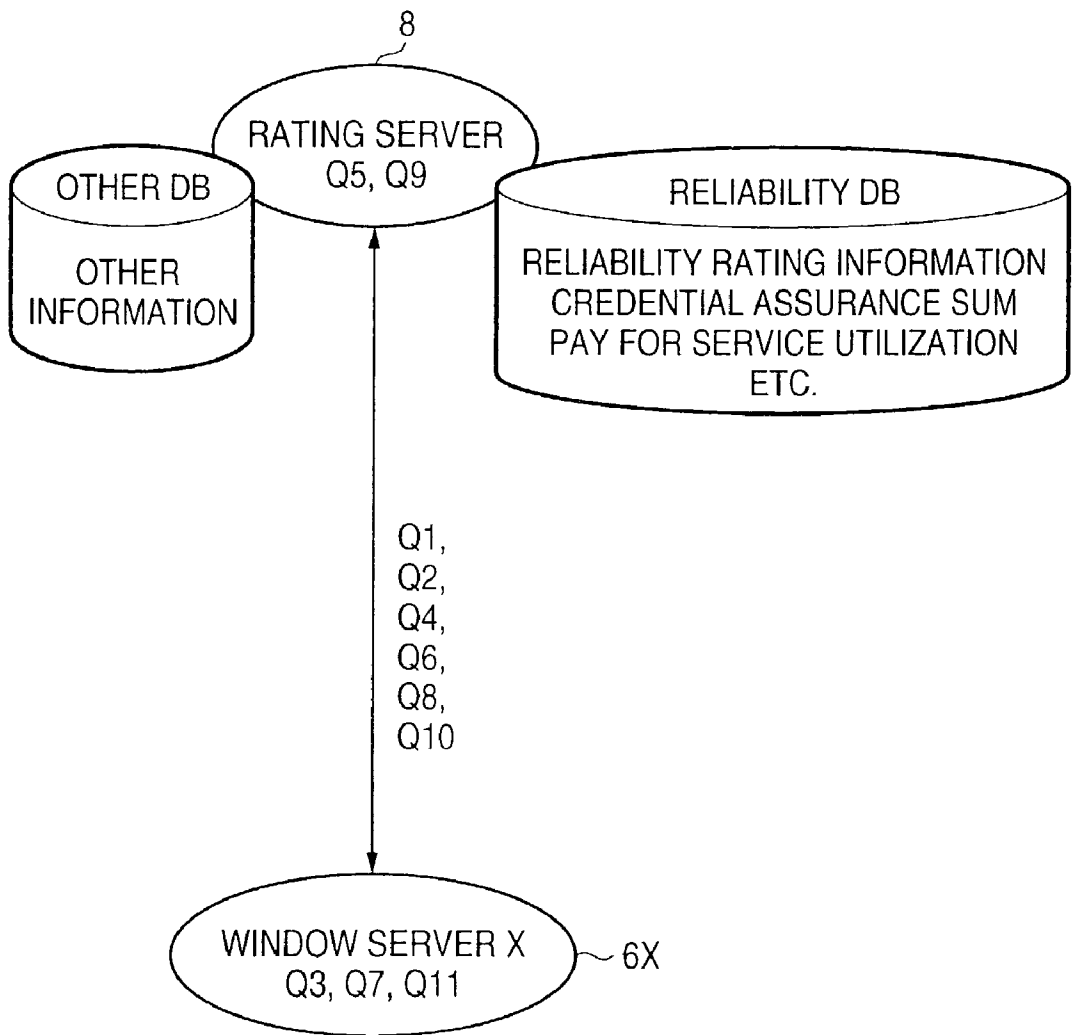 8
RATING SERVER
Q5, Q9
OTHER DB
OTHER
INFORMATION
RELIABILITY DB
RELIABILITY RATING INFORMATION
CREDENTIAL ASSURANCE SUM
PAY FOR SERVICE UTILIZATION
ETC.
Q1,
Q2,
Q4,
Q6,
Q8,
Q10
WINDOW SERVER X
Q3, Q7, Q11
6X